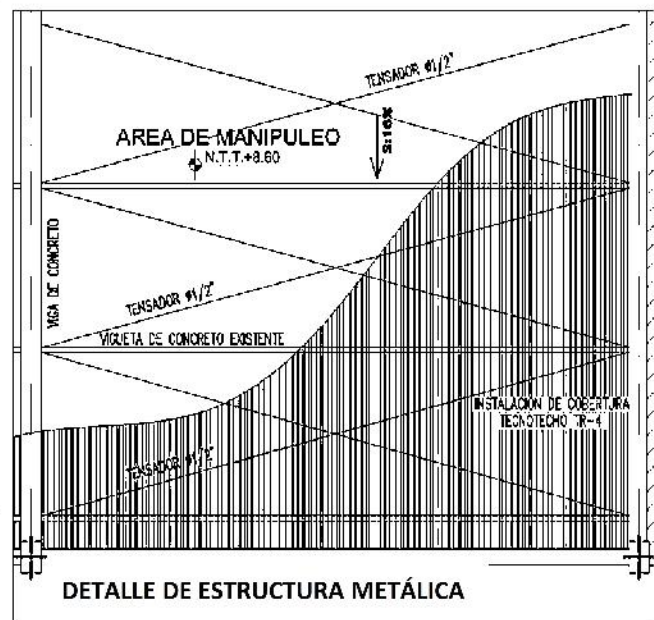 TENSADOR Ø1/2"
AREA DE MANIPULEO
N.T.T.+8.60
S:16%
VIGA DE CONCRETO
TENSADOR Ø1/2"
VIGUETA DE CONCRETO EXISTENTE
INSTALACION DE COBERTURA
TECNOTECHO TR-4
TENSADOR Ø1/2"
DETALLE DE ESTRUCTURA METÁLICA